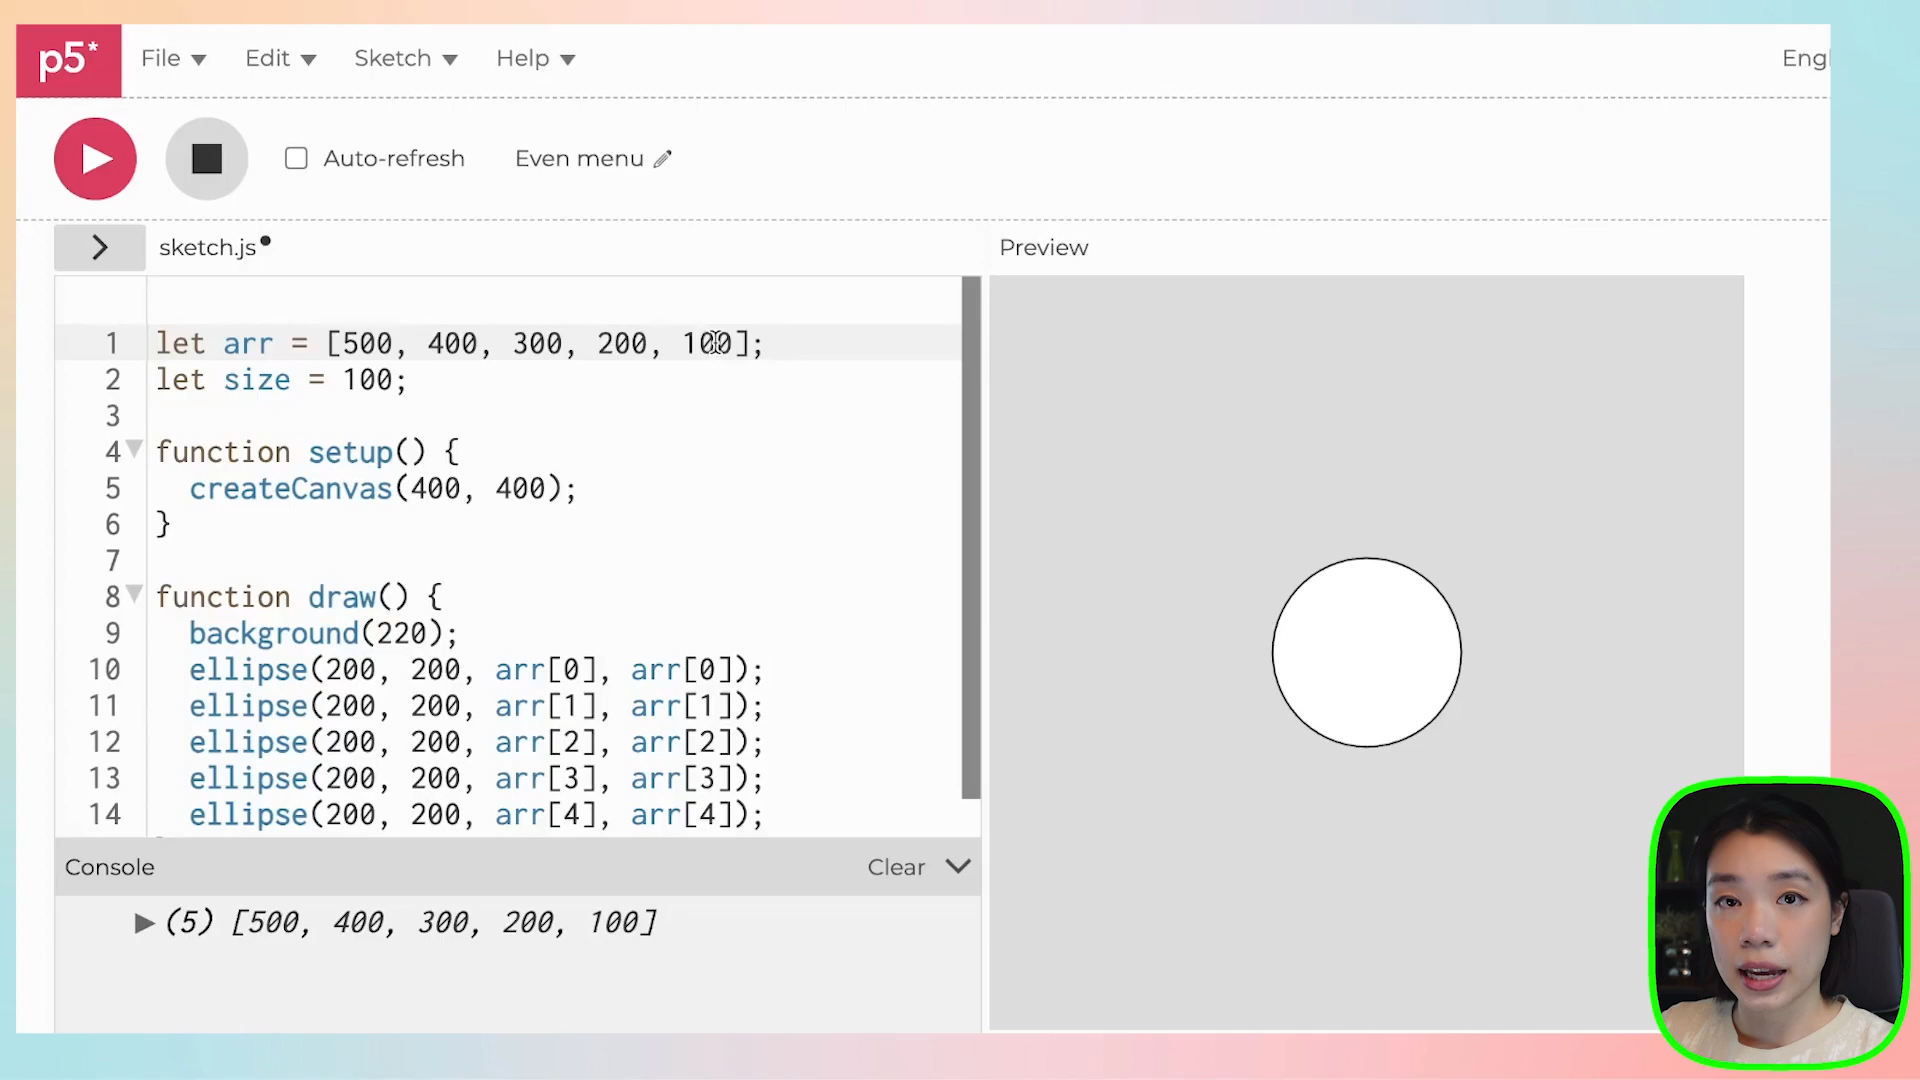 p5* File Edit Sketch Help Engl
Auto-refresh Even menu
sketch.js Preview
1 let arr = [500, 400, 300, 200, 100];
2 let size = 100;
3
4 function setup() {
5 createCanvas(400, 400);
6 }
7
8 function draw() {
9 background(220);
10 ellipse(200, 200, arr[0], arr[0]);
11 ellipse(200, 200, arr[1], arr[1]);
12 ellipse(200, 200, arr[2], arr[2]);
13 ellipse(200, 200, arr[3], arr[3]);
14 ellipse(200, 200, arr[4], arr[4]);
Console Clear
(5) [500, 400, 300, 200, 100]